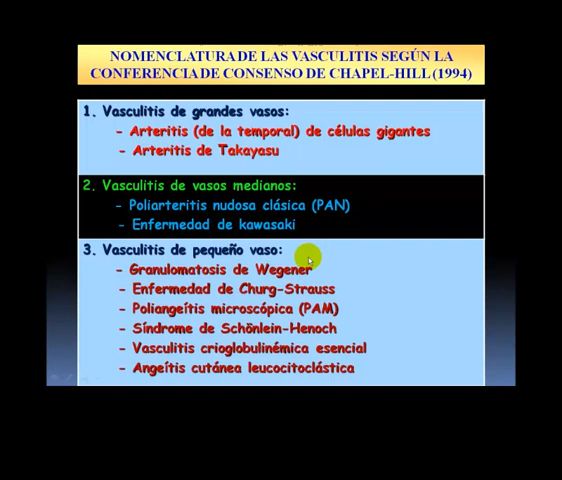 NOMENCLATURA DE LAS VASCULITIS SEGÚN LA
CONFERENCIA DE CONSENSO DE CHAPEL-HILL (1994)
1. Vasculitis de grandes vasos:
- Arteritis (de la temporal) de células gigantes
- Arteritis de Takayasu
2. Vasculitis de vasos medianos:
- Poliarteritis nudosa clásica (PAN)
- Enfermedad de kawasaki
3. Vasculitis de pequeño vaso:
- Granulomatosis de Wegener
- Enfermedad de Churg-Strauss
- Poliangeítis microscópica (PAM)
- Síndrome de Schönlein-Henoch
- Vasculitis crioglobulinémica esencial
- Angeítis cutánea leucocitoclástica